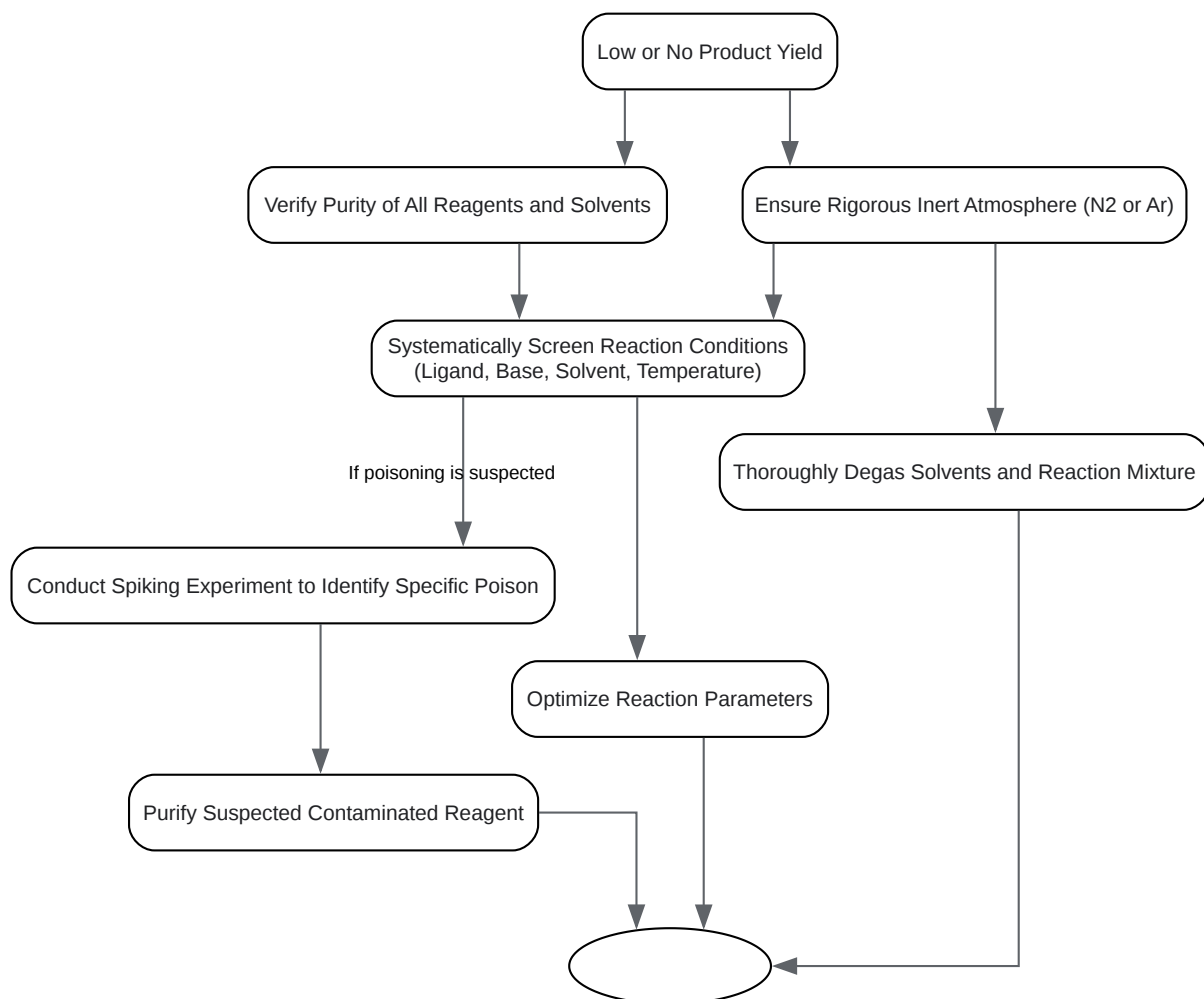 Low or No Product Yield
Verify Purity of All Reagents and Solvents
Ensure Rigorous Inert Atmosphere (N2 or Ar)
Systematically Screen Reaction Conditions
(Ligand, Base, Solvent, Temperature)
If poisoning is suspected
Thoroughly Degas Solvents and Reaction Mixture
Conduct Spiking Experiment to Identify Specific Poison
Optimize Reaction Parameters
Purify Suspected Contaminated Reagent